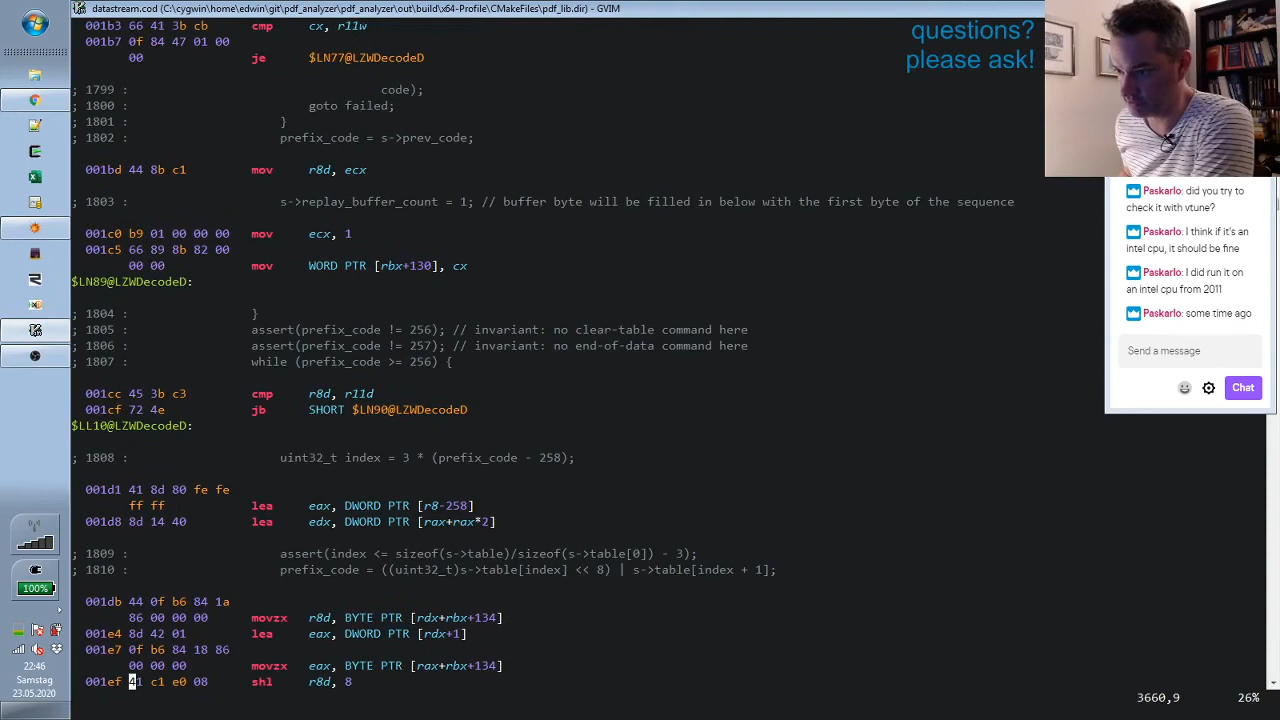 datastream.cod (C:\cygwin\home\edwin\git\pdf_analyzer\pdf_analyzer\out\build\x64-Profile\CMakeFiles\pdf_lib.dir) - GVIM
001b3 66 41 3b cb cmp cx, r11w
001b7 0f 84 47 01 00
00 je $LN77@LZWDecodeD
; 1799 : code);
; 1800 : goto failed;
; 1801 : }
; 1802 : prefix_code = s->prev_code;
001bd 44 8b c1 mov r8d, ecx
; 1803 : s->replay_buffer_count = 1; // buffer byte will be filled in below with the first byte of the sequence
001c0 b9 01 00 00 00 mov ecx, 1
001c5 66 89 8b 82 00
00 00 mov WORD PTR [rbx+130], cx
$LN89@LZWDecodeD:
; 1804 : }
; 1805 : assert(prefix_code != 256); // invariant: no clear-table command here
; 1806 : assert(prefix_code != 257); // invariant: no end-of-data command here
; 1807 : while (prefix_code >= 256) {
001cc 45 3b c3 cmp r8d, r11d
001cf 72 4e jb SHORT $LN90@LZWDecodeD
$LL10@LZWDecodeD:
; 1808 : uint32_t index = 3 * (prefix_code - 258);
001d1 41 8d 80 fe fe
ff ff lea eax, DWORD PTR [r8-258]
001d8 8d 14 40 lea edx, DWORD PTR [rax+rax*2]
; 1809 : assert(index <= sizeof(s->table)/sizeof(s->table[0]) - 3);
; 1810 : prefix_code = ((uint32_t)s->table[index] << 8) | s->table[index + 1];
001db 44 0f b6 84 1a
86 00 00 00 movzx r8d, BYTE PTR [rdx+rbx+134]
001e4 8d 42 01 lea eax, DWORD PTR [rdx+1]
001e7 0f b6 84 18 86
00 00 00 movzx eax, BYTE PTR [rax+rbx+134]
001ef 41 c1 e0 08 shl r8d, 8
3660,9 26%
questions?
please ask!
Paskarlo: did you try to
check it with vtune?
Paskarlo: I think if it's an
intel cpu, it should be fine
Paskarlo: I did run it on
an intel cpu from 2011
Paskarlo: some time ago
Send a message
Chat
100%
22:46
Samstag
23.05.2020